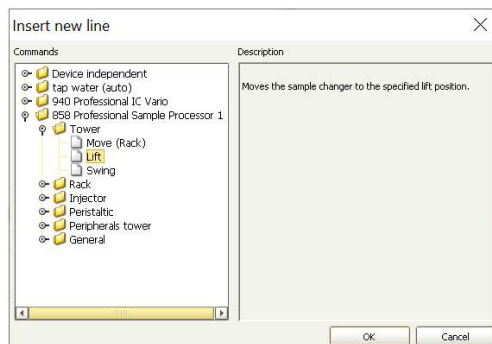 Insert new line
Commands
Description
Device independent
tap water (auto)
940 Professional IC Vario
858 Professional Sample Processor 1
Tower
Move (Rack)
Lift
Swing
Rack
Injector
Peristaltic
Peripherals tower
General
Moves the sample changer to the specified lift position.
OK
Cancel